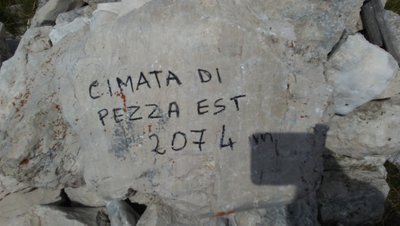 CIMATA DI
PEZZA EST
2074 m